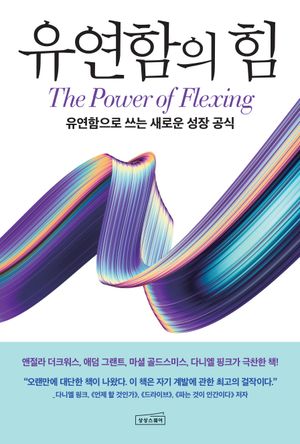 유연함의 힘
The Power of Flexing
유연함으로 쓰는 새로운 성장 공식
앤절라 더크워스, 애덤 그랜트, 마셜 골드스미스, 다니엘 핑크가 극찬한 책!
“오랜만에 대단한 책이 나왔다. 이 책은 자기 계발에 관한 최고의 걸작이다.”
_다니엘 핑크, 《언제 할 것인가》, 《드라이브》, 《파는 것이 인간이다》 저자
상상스퀘어